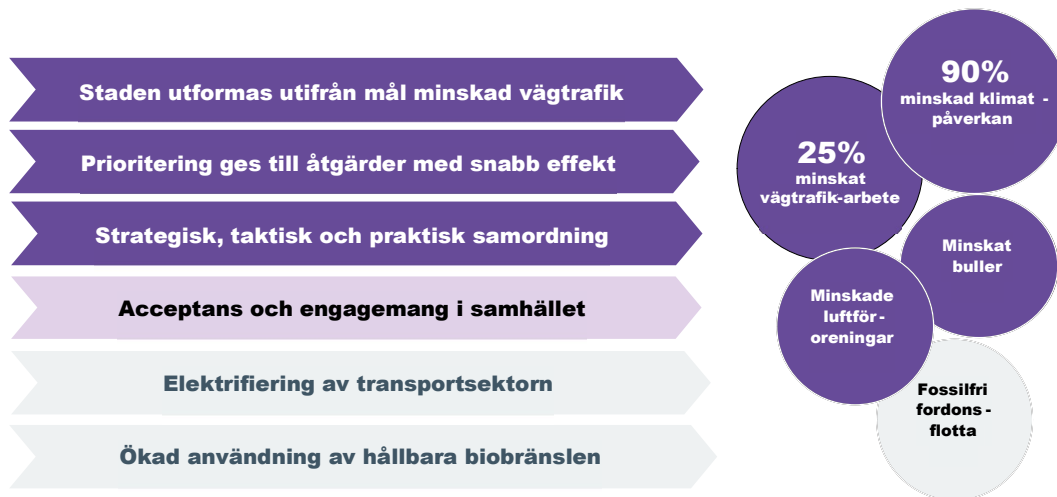 Staden utformas utifrån mål minskad vägtrafik
Prioritering ges till åtgärder med snabb effekt
Strategisk, taktisk och praktisk samordning
Acceptans och engagemang i samhället
Elektrifiering av transportsektorn
Ökad användning av hållbara biobränslen
90%
minskad klimat -
påverkan
25%
minskat
vägtrafik-arbete
Minskat
buller
Minskade
luftför -
oreningar
Fossilfri
fordons -
flotta